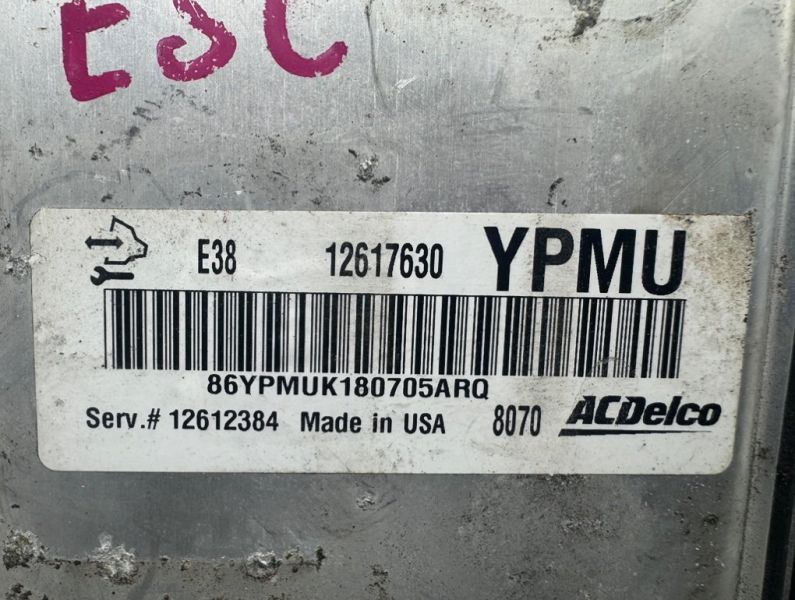 ESC
E38 12617630 YPMU
86YPMUK180705ARQ
Serv.# 12612384 Made in USA 8070 ACDelco